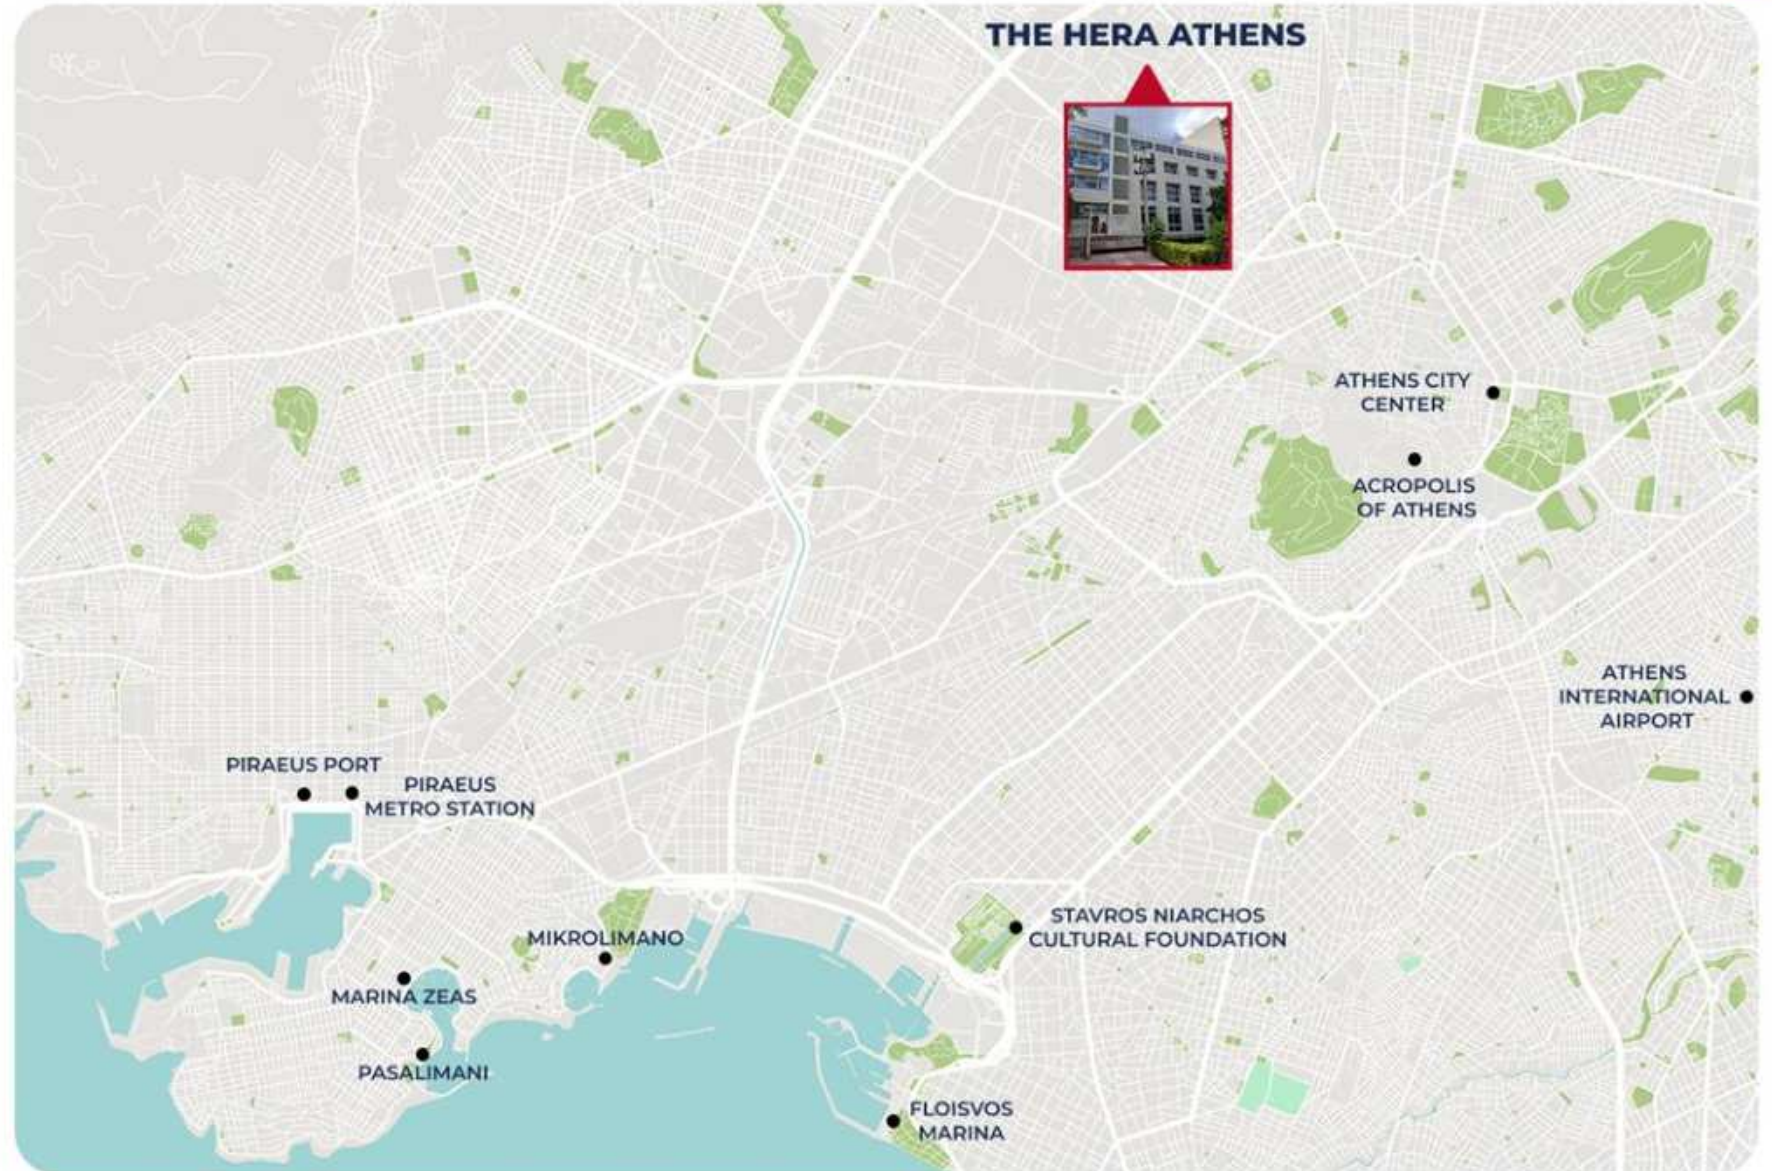 THE HERA ATHENS
ATHENS CITY
CENTER
ACROPOLIS
OF ATHENS
ATHENS
INTERNATIONAL
AIRPORT
PIRAEUS PORT
PIRAEUS
METRO STATION
STAVROS NIARCHOS
CULTURAL FOUNDATION
MIKROLIMANO
MARINA ZEAS
PASALIMANI
FLOISVOS
MARINA